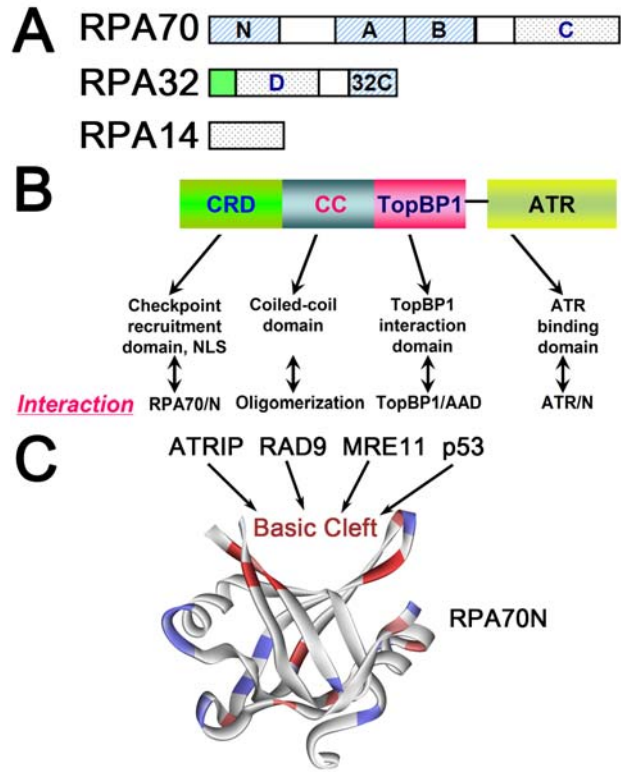 A
RPA70 N A B C
RPA32 D 32C
RPA14
B
CRD CC TopBP1 ATR
Checkpoint Coiled-coil TopBP1 ATR
recruitment domain interaction binding
domain, NLS domain domain
Interaction RPA70/N Oligomerization TopBP1/AAD ATR/N
C
ATRIP RAD9 MRE11 p53
Basic Cleft
RPA70N